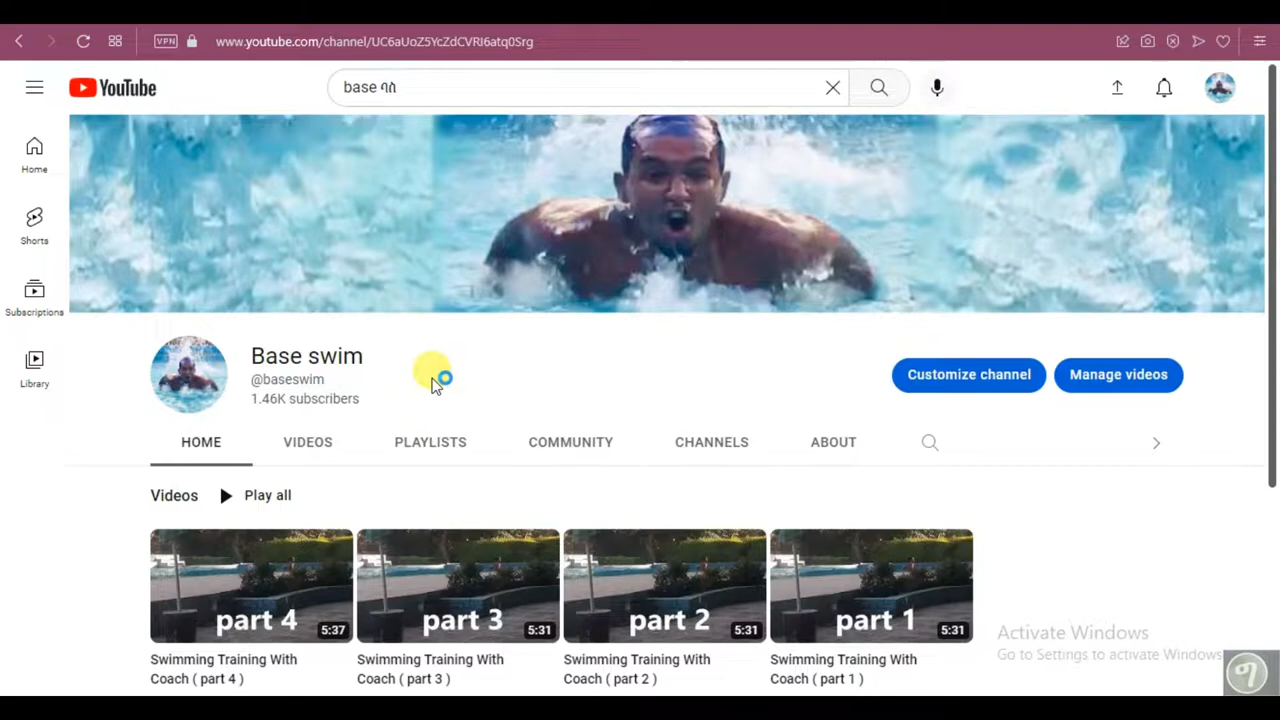 VPN
www.youtube.com/channel/UC6aUoZ5YcZdCVRI6atq0Srg
YouTube
base ባስ
Home
Shorts
Subscriptions
Library
Base swim
@baseswim
1.46K subscribers
Customize channel
Manage videos
HOME VIDEOS PLAYLISTS COMMUNITY CHANNELS ABOUT
Videos Play all
part 4 5:37
part 3 5:31
part 2 5:31
part 1 5:31
Swimming Training With
Coach ( part 4 )
Swimming Training With
Coach ( part 3 )
Swimming Training With
Coach ( part 2 )
Swimming Training With
Coach ( part 1 )
Activate Windows
Go to Settings to activate Windows